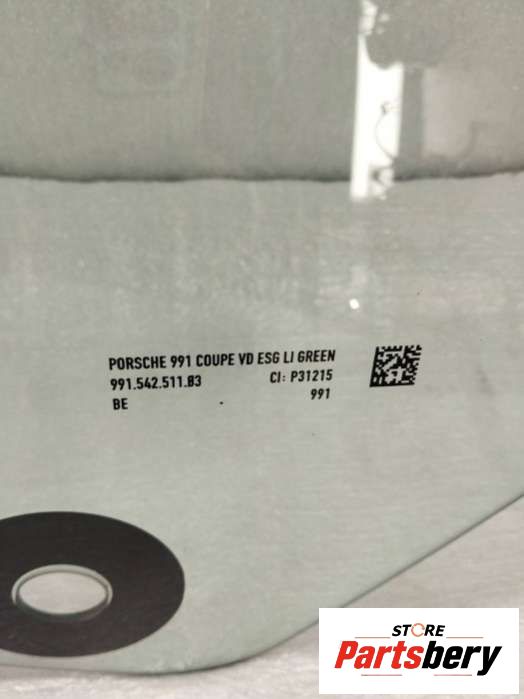 PORSCHE 991 COUPE VD ESG LI GREEN
991.542.511.03 CI: P31215
BE 991
STORE
Partsbery